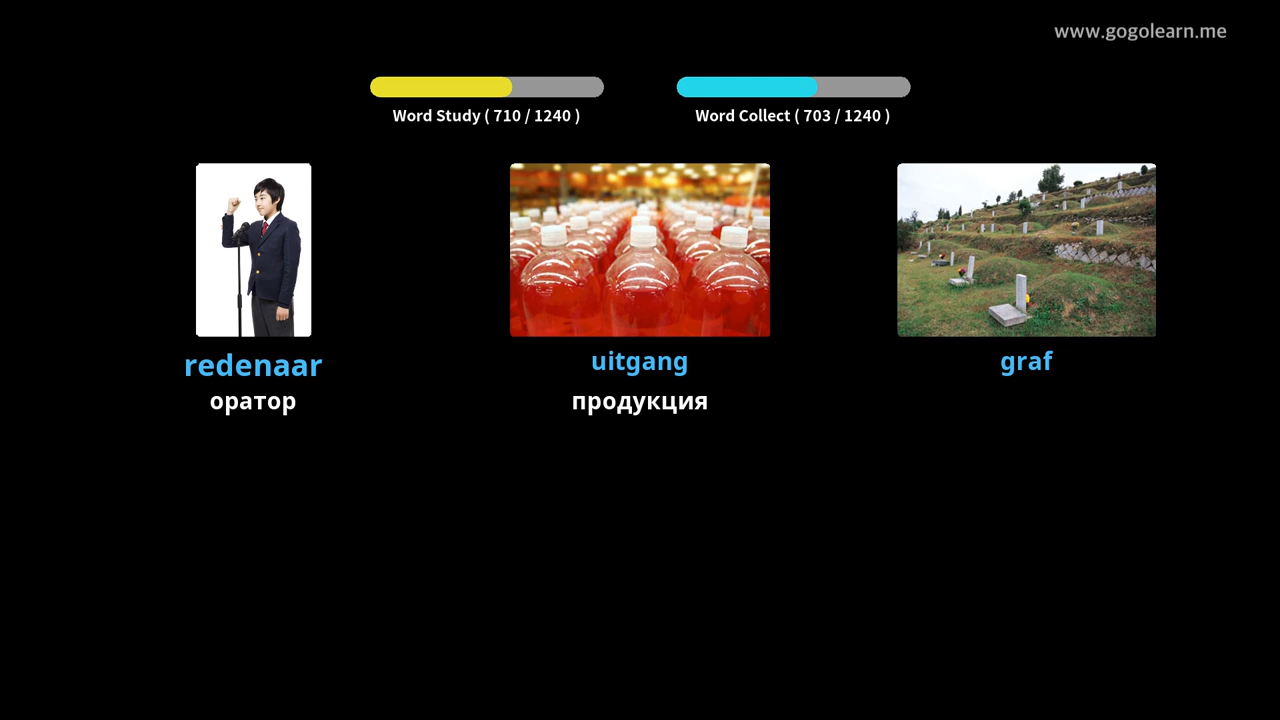 www.gogolearn.me
Word Study ( 710 / 1240 )
Word Collect ( 703 / 1240 )
redenaar
оратор
uitgang
продукция
graf